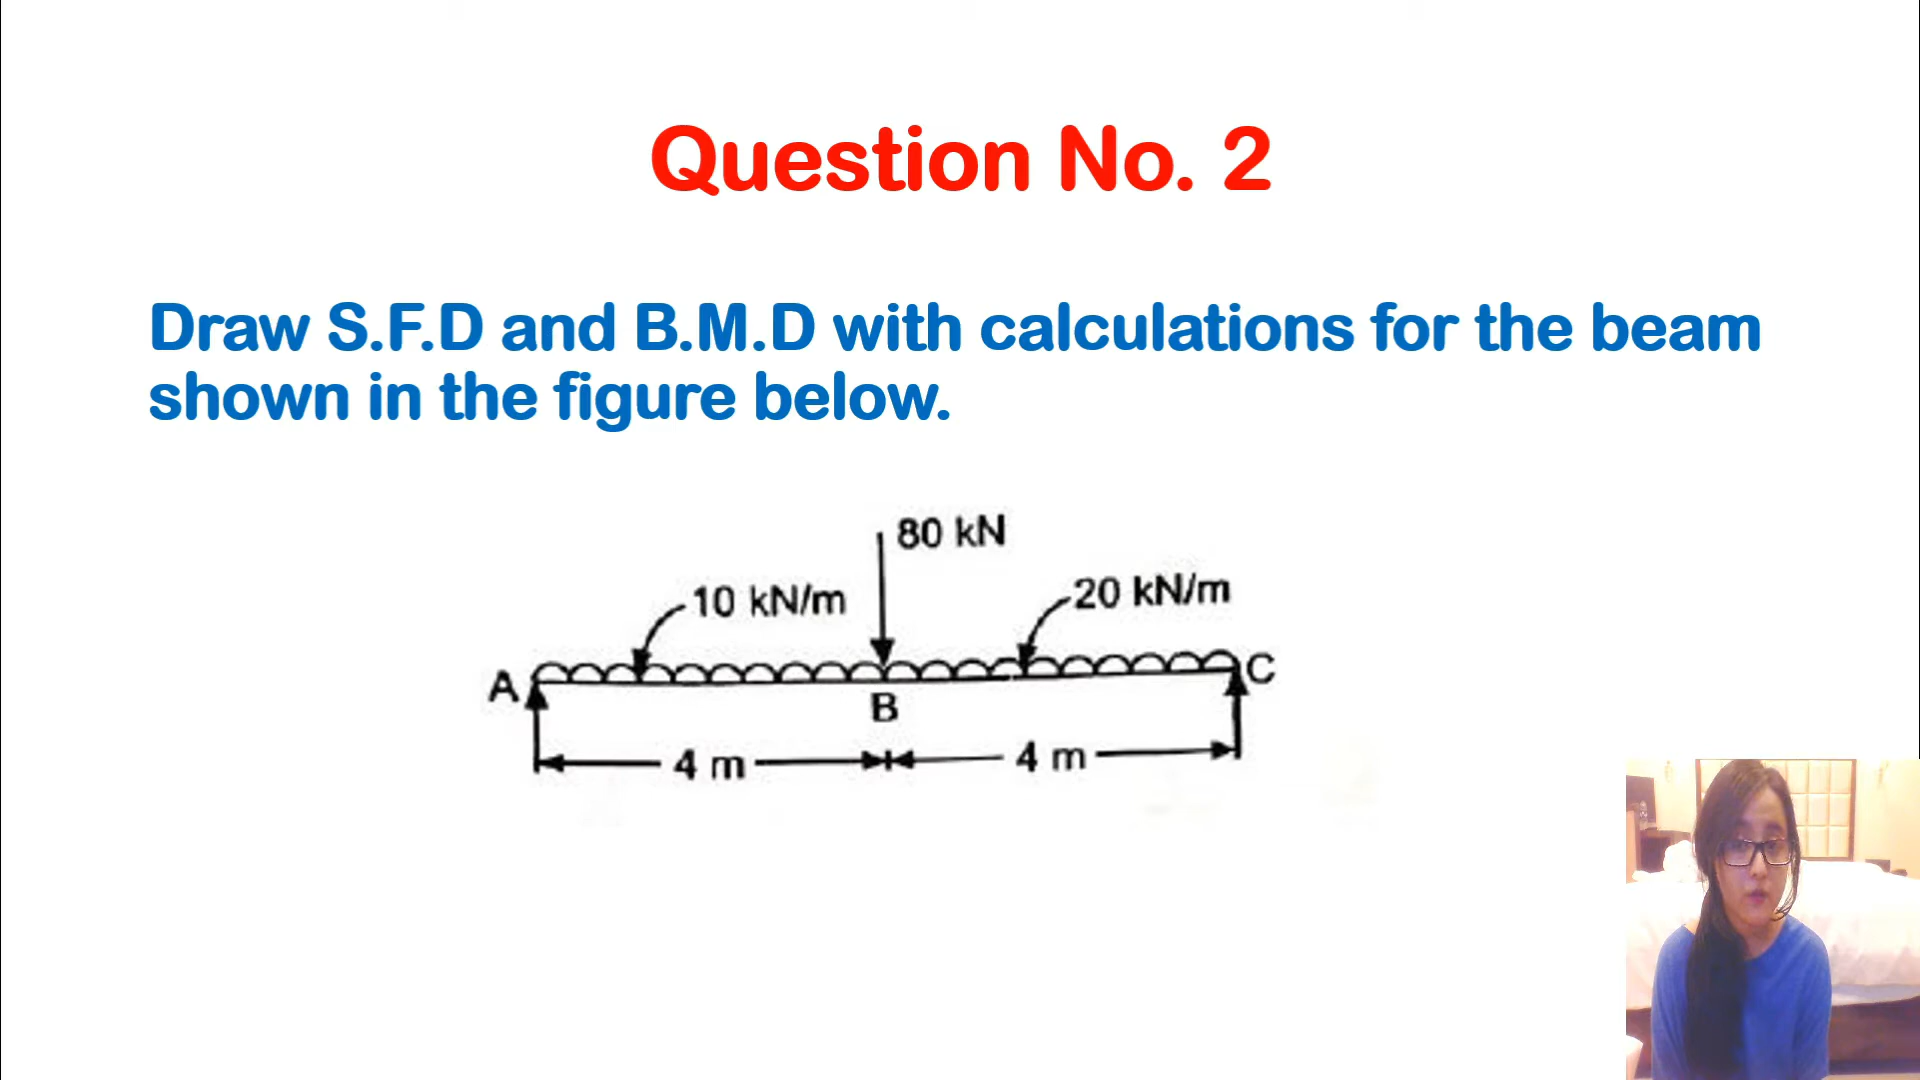 Question No. 2
Draw S.F.D and B.M.D with calculations for the beam
shown in the figure below.
80 kN
10 kN/m
20 kN/m
A
C
B
4 m
4 m